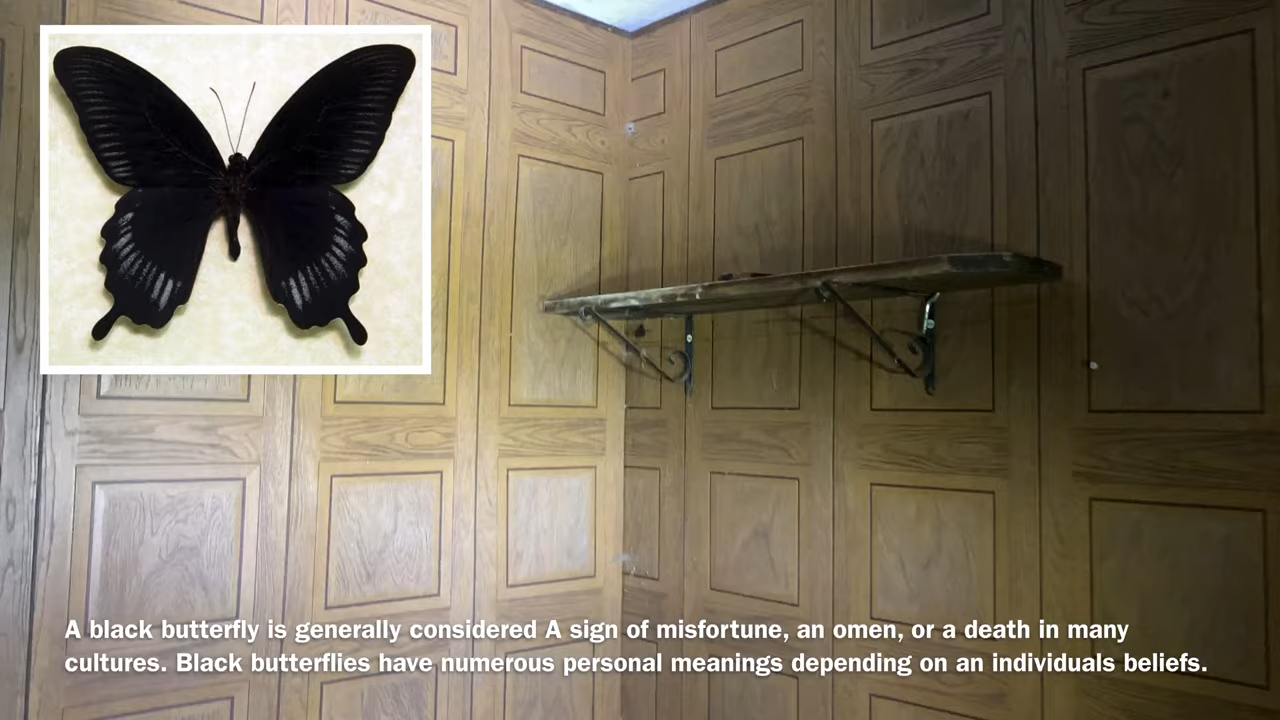 A black butterfly is generally considered A sign of misfortune, an omen, or a death in many
cultures. Black butterflies have numerous personal meanings depending on an individuals beliefs.